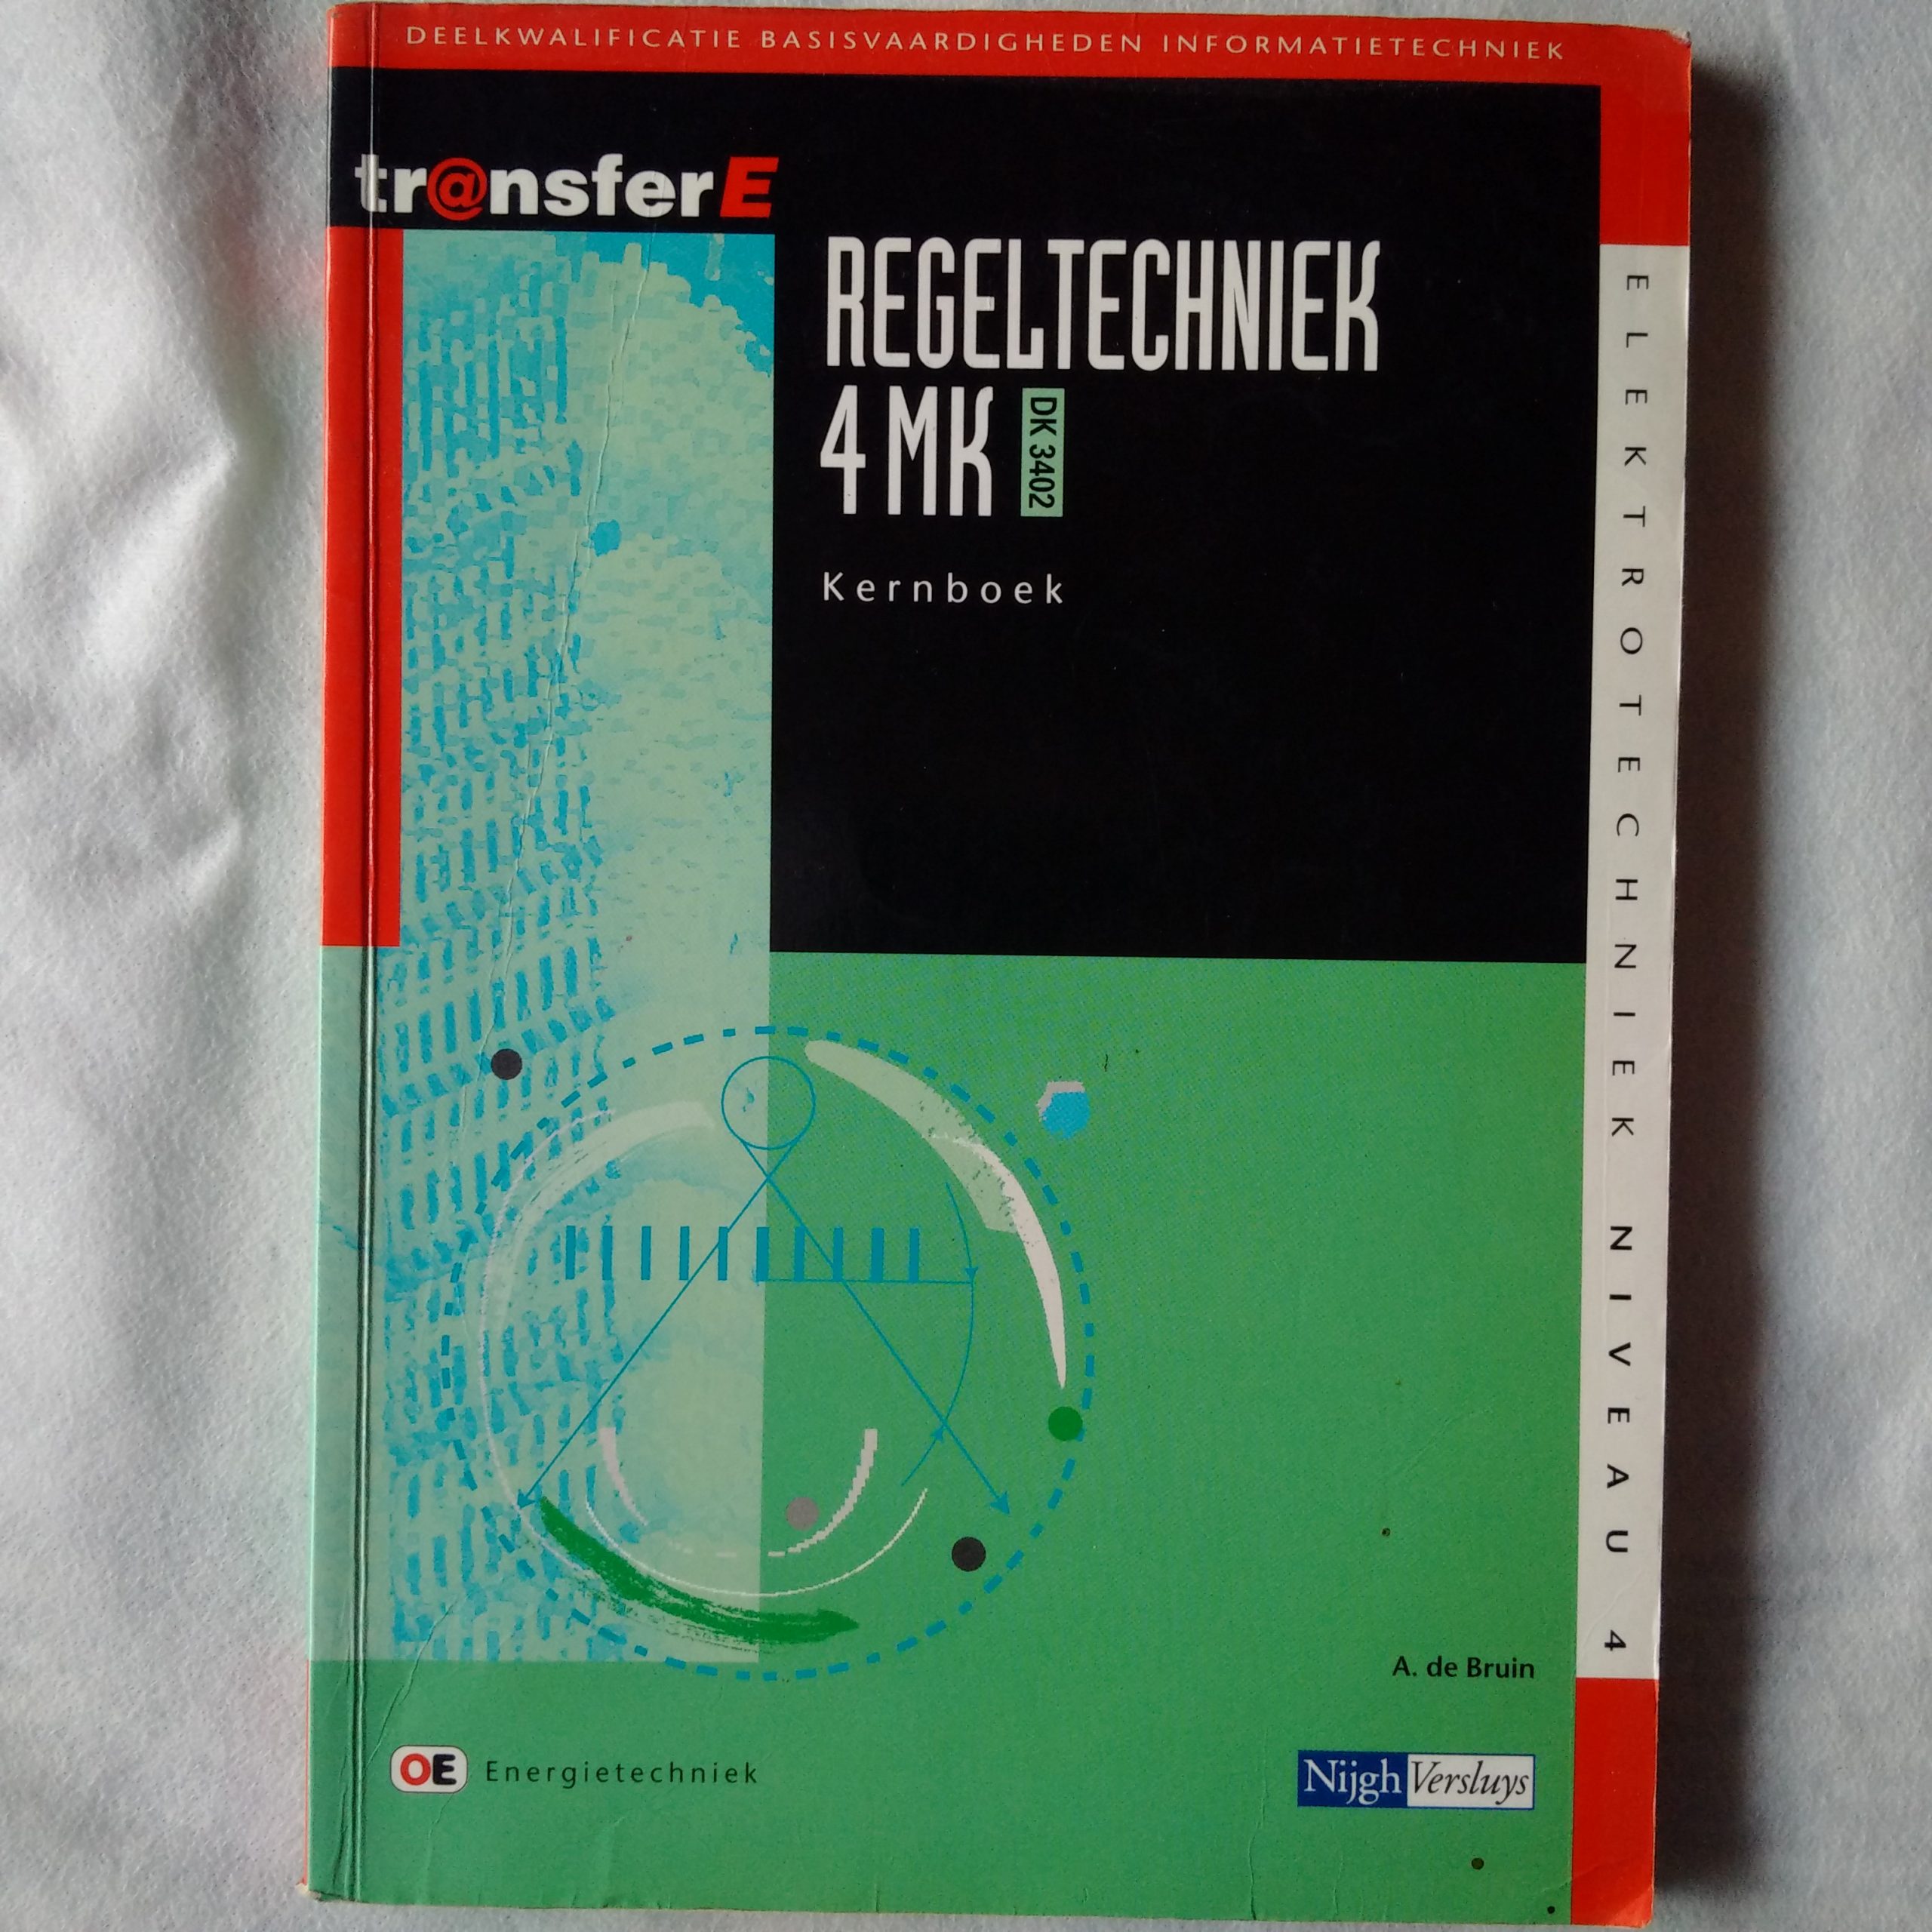 DEELKWALIFICATIE BASISVAARDIGHEDEN INFORMATIETECHNIEK
tr@nsfer E
REGELTECHNIEK
4 MK DK 3402
Kernboek
ELEKTROTECHNIEK NIVEAU 4
A. de Bruin
OE Energietechniek
Nijgh Versluys